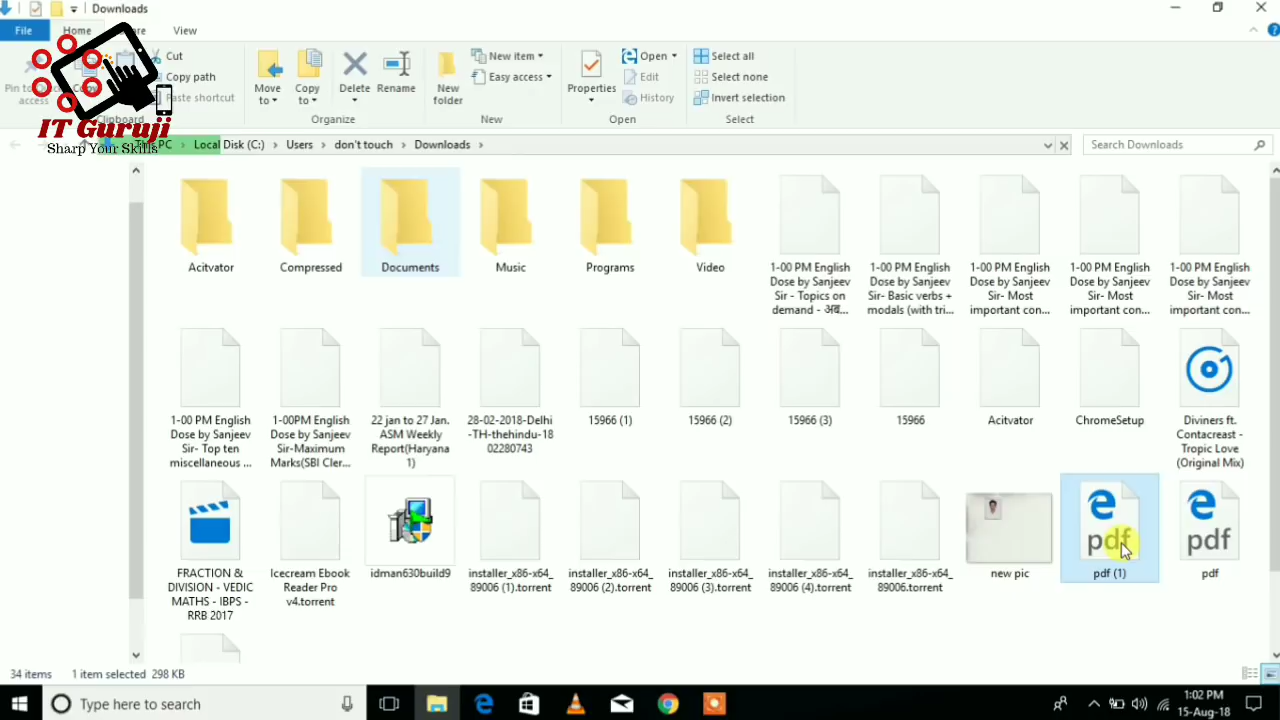 Downloads
File
Home
Share
View
Cut
Copy path
Paste shortcut
Pin to Quick access
Copy
Clipboard
Move to
Copy to
Delete
Rename
Organize
New folder
New item
Easy access
New
Properties
Open
Edit
History
Open
Select all
Select none
Invert selection
Select
IT Guruji
Sharp Your Skills
This PC > Local Disk (C:) > Users > don't touch > Downloads >
Search Downloads
Acitvator
Compressed
Documents
Music
Programs
Video
1-00 PM English
Dose by Sanjeev
Sir - Topics on
demand - अब...
1-00 PM English
Dose by Sanjeev
Sir- Basic verbs +
modals (with tri...
1-00 PM English
Dose by Sanjeev
Sir- Most
important con...
1-00 PM English
Dose by Sanjeev
Sir- Most
important con...
1-00 PM English
Dose by Sanjeev
Sir- Most
important con...
1-00 PM English
Dose by Sanjeev
Sir- Top ten
miscellaneous ...
1-00PM English
Dose by Sanjeev
Sir-Maximum
Marks(SBI Cler...
22 jan to 27 Jan.
ASM Weekly
Report(Haryana
1)
28-02-2018-Delhi
-TH-thehindu-18
02280743
15966 (1)
15966 (2)
15966 (3)
15966
Acitvator
ChromeSetup
Diviners ft.
Contacreast -
Tropic Love
(Original Mix)
FRACTION &
DIVISION - VEDIC
MATHS - IBPS -
RRB 2017
Icecream Ebook
Reader Pro
v4.torrent
idman630build9
installer_x86-x64_
89006 (1).torrent
installer_x86-x64_
89006 (2).torrent
installer_x86-x64_
89006 (3).torrent
installer_x86-x64_
89006 (4).torrent
installer_x86-x64_
89006.torrent
new pic
pdf
pdf (1)
pdf
pdf
34 items
1 item selected 298 KB
Type here to search
1:02 PM
15-Aug-18